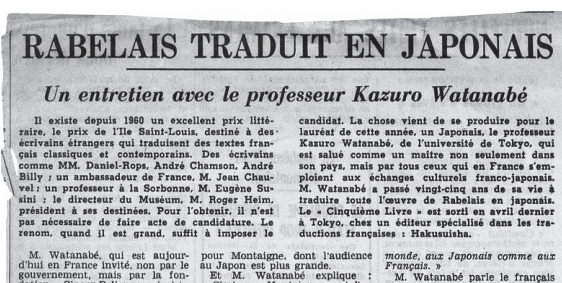 RABELAIS TRADUIT EN JAPONAIS
Un entretien avec le professeur Kazuro Watanabé
Il existe depuis 1960 un excellent prix litté-
raire, le prix de l'Ile Saint-Louis, destiné à des
écrivains étrangers qui traduisent des textes fran-
çais classiques et contemporains. Des écrivains
comme MM. Daniel-Rops, André Chamson, André
Billy ; un ambassadeur de France, M. Jean Chau-
vel ; un professeur à la Sorbonne, M. Eugène Su-
sini ; le directeur du Muséum, M. Roger Heim,
président à ses destinées. Pour l'obtenir, il n'est
pas nécessaire de faire acte de candidature. Le
renom, quand il est grand, suffit à imposer le
candidat. La chose vient de se produire pour le
lauréat de cette année, un Japonais, le professeur
Kazuro Watanabé, de l'université de Tokyo, qui
est salué comme un maître non seulement dans
son pays, mais par tous ceux qui en France s'em-
ploient aux échanges culturels franco-japonais.
M. Watanabé a passé vingt-cinq ans de sa vie à
traduire toute l'œuvre de Rabelais en japonais.
Le « Cinquième Livre » est sorti en avril dernier
à Tokyo, chez un éditeur spécialisé dans les tra-
ductions françaises : Hakusuisha.
M. Watanabé, qui est aujour-
d'hui en France invité, non par le
gouvernement, mais par la fon-
pour Montaigne, dont l'audience
au Japon est plus grande.
Et M. Watanabé explique :
monde, aux Japonais comme aux
Français. »
M. Watanabé parle le français